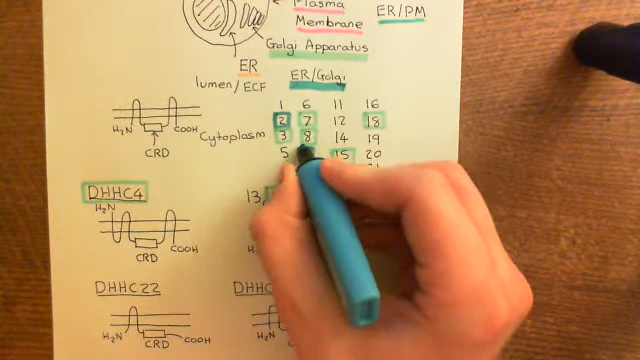 Plasma
Membrane
ER/PM
Golgi Apparatus
ER
lumen/ECF
ER/Golgi
1 6 11 16
2 7 12 18
H₂N COOH Cytoplasm 3 8 14 19
CRD
5 15 20
DHHC4
13,
H₂N
COOH
CRD
DHHC22
H₂N COOH
CRD
H₂N